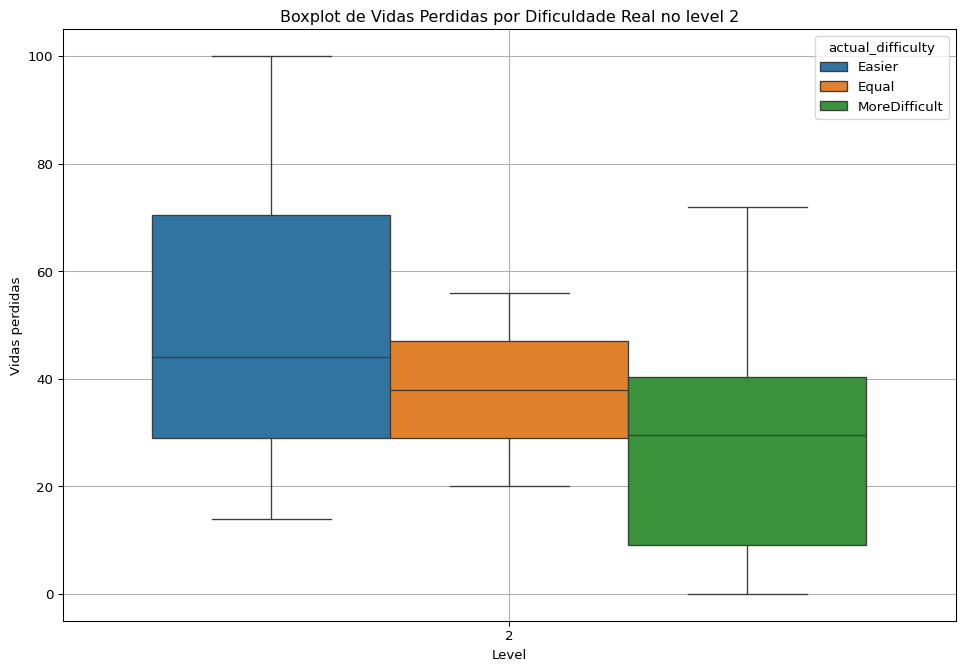 Boxplot de Vidas Perdidas por Dificuldade Real no level 2
actual_difficulty
Easier
Equal
MoreDifficult
100
80
60
40
20
0
Vidas perdidas
2
Level